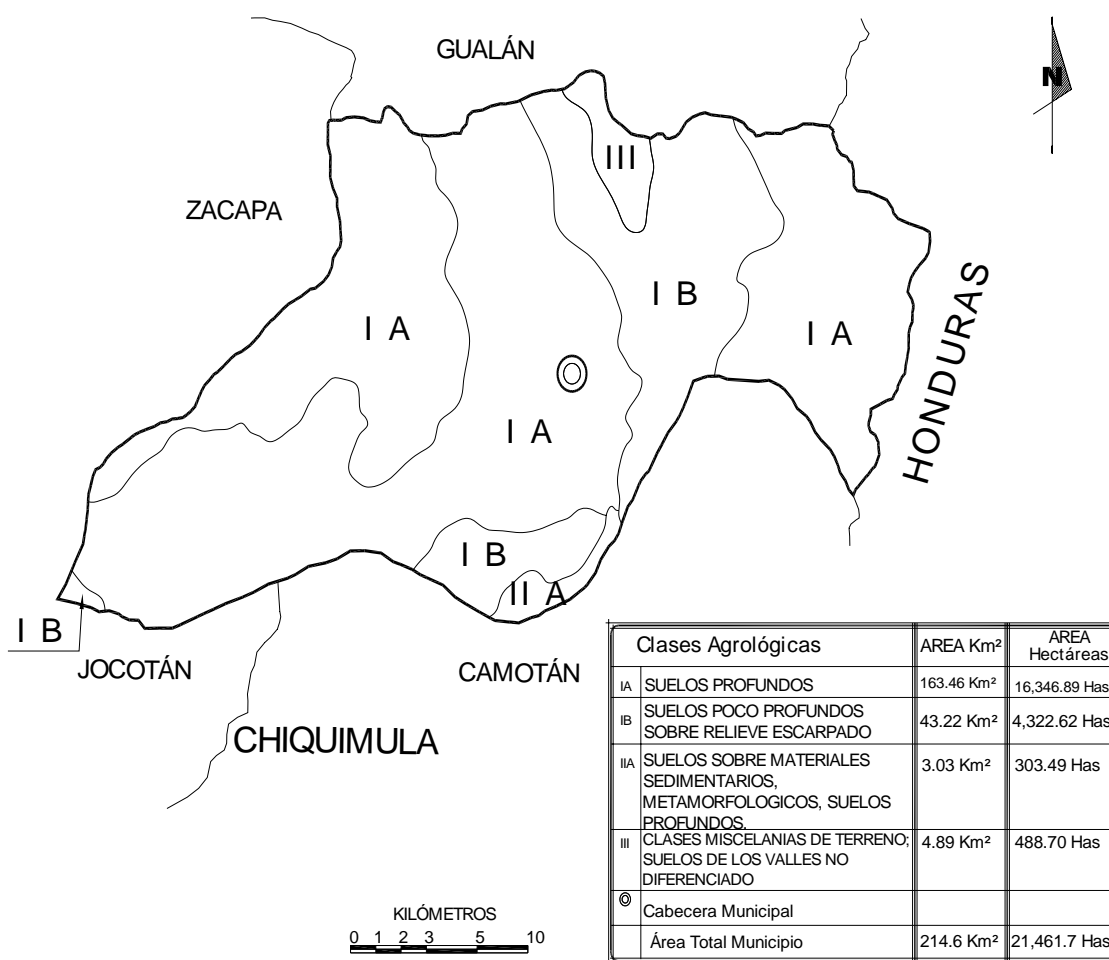 GUALÁN
N
III
ZACAPA
I B
I A
I A
HONDURAS
I A
I B
II A
I B
JOCOTÁN
CAMOTÁN
CHIQUIMULA
Clases Agrológicas AREA Km² AREA
Hectáreas
IA SUELOS PROFUNDOS 163.46 Km² 16,346.89 Has
IB SUELOS POCO PROFUNDOS
SOBRE RELIEVE ESCARPADO 43.22 Km² 4,322.62 Has
IIA SUELOS SOBRE MATERIALES 3.03 Km² 303.49 Has
SEDIMENTARIOS,
METAMORFOLOGICOS, SUELOS
PROFUNDOS.
III CLASES MISCELANIAS DE TERRENO; 4.89 Km² 488.70 Has
SUELOS DE LOS VALLES NO
DIFERENCIADO
Cabecera Municipal
Área Total Municipio 214.6 Km² 21,461.7 Has
KILÓMETROS
0 1 2 3 5 10